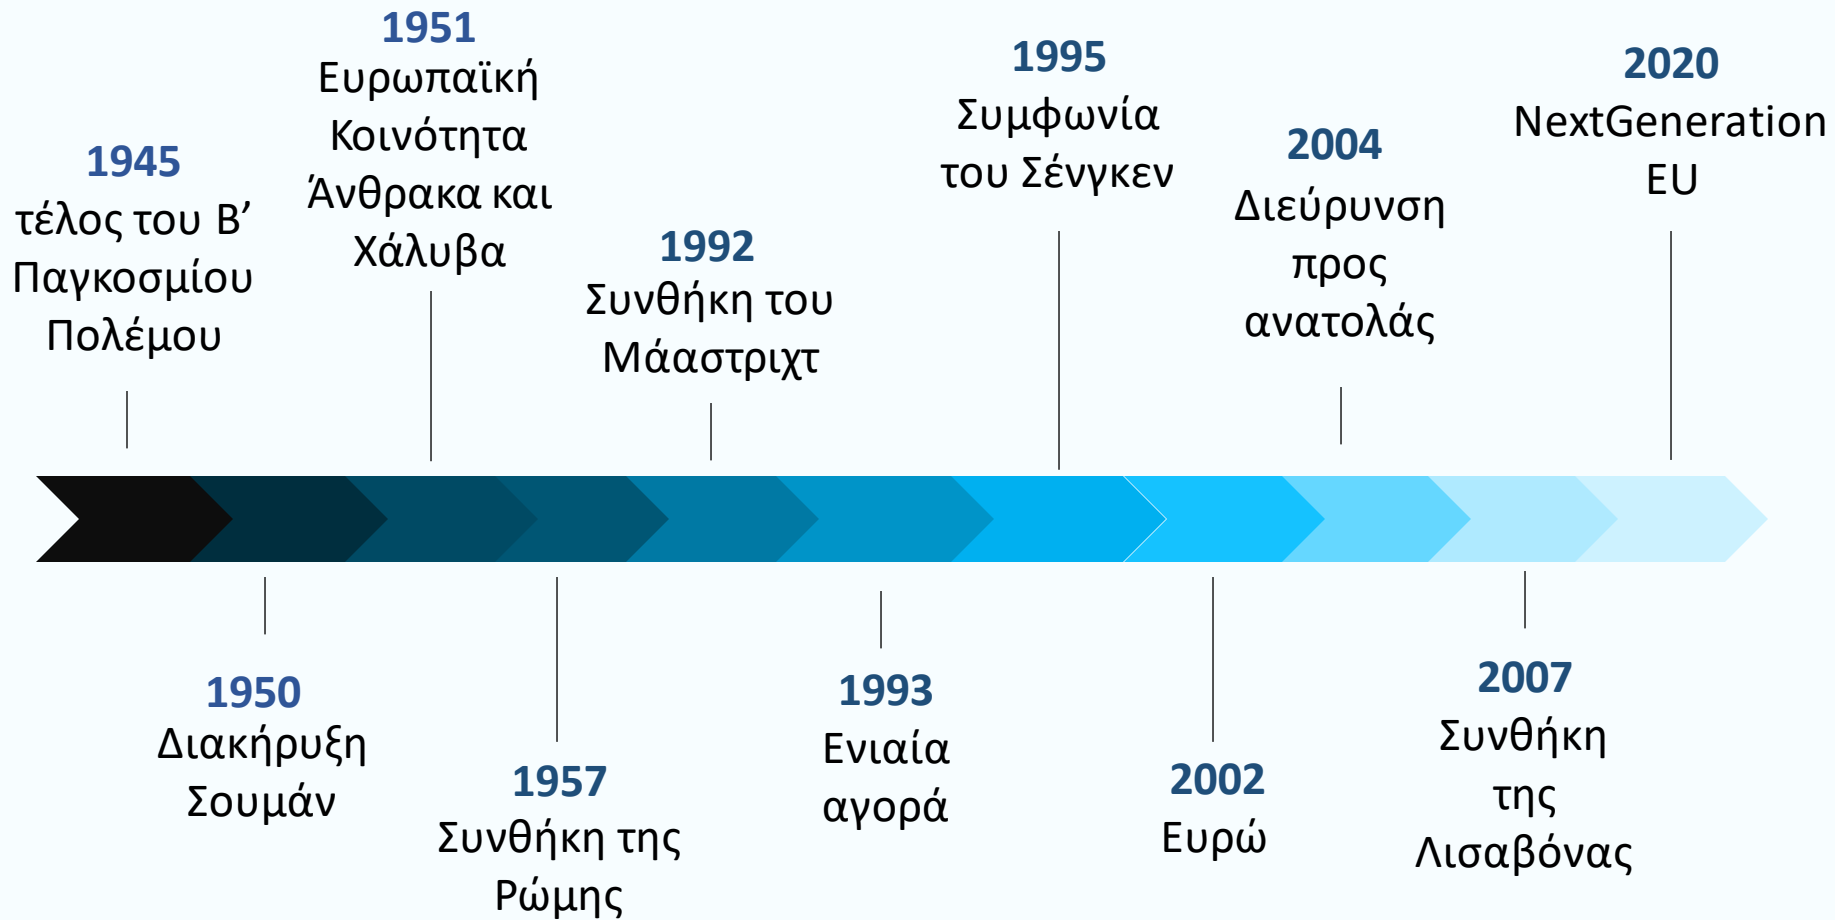 1945
τέλος του Β’
Παγκοσμίου
Πολέμου
1950
Διακήρυξη
Σουμάν
1951
Ευρωπαϊκή
Κοινότητα
Άνθρακα και
Χάλυβα
1957
Συνθήκη της
Ρώμης
1992
Συνθήκη του
Μάαστριχτ
1993
Ενιαία
αγορά
1995
Συμφωνία
του Σένγκεν
2002
Ευρώ
2004
Διεύρυνση
προς
ανατολάς
2007
Συνθήκη
της
Λισαβόνας
2020
NextGeneration
EU